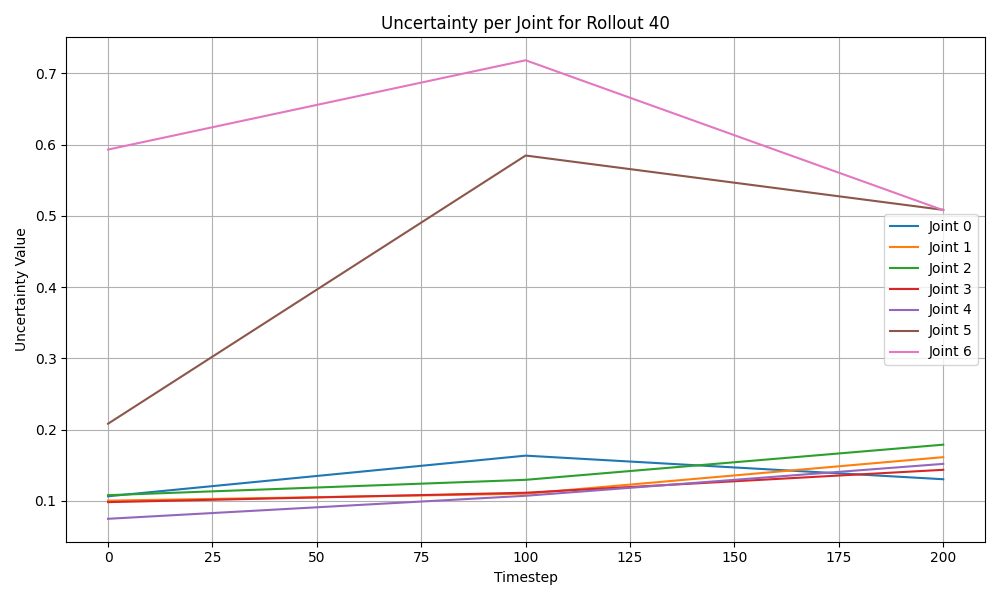 Uncertainty per Joint for Rollout 40
Uncertainty Value
0.7
0.6
0.5
0.4
0.3
0.2
0.1
Joint 0
Joint 1
Joint 2
Joint 3
Joint 4
Joint 5
Joint 6
0 25 50 75 100 125 150 175 200
Timestep